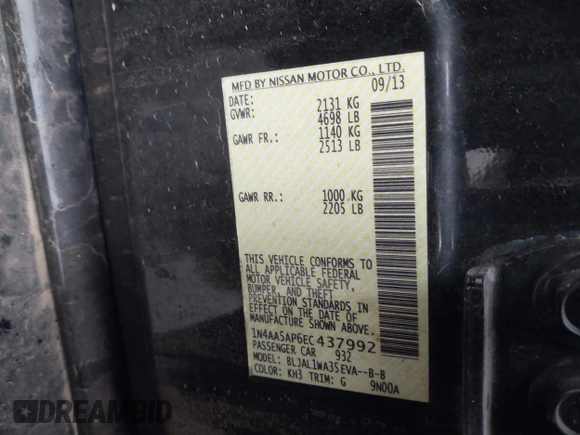 MFD BY NISSAN MOTOR CO., LTD.
DATE: 09/13
GVWR: 2131 KG
4698 LB
GAWR FR.: 1140 KG
2513 LB
GAWR RR.: 1000 KG
2205 LB
THIS VEHICLE CONFORMS TO
ALL APPLICABLE FEDERAL
MOTOR VEHICLE SAFETY,
BUMPER, AND THEFT
PREVENTION STANDARDS IN
EFFECT ON THE DATE OF
MANUFACTURE SHOWN ABOVE.
1N4AA5AP6EC437992
PASSENGER CAR 932
MODEL: BLJAL1WA35EVA--B-B
COLOR: KH3 TRIM: G 9N00A
DREAMBID